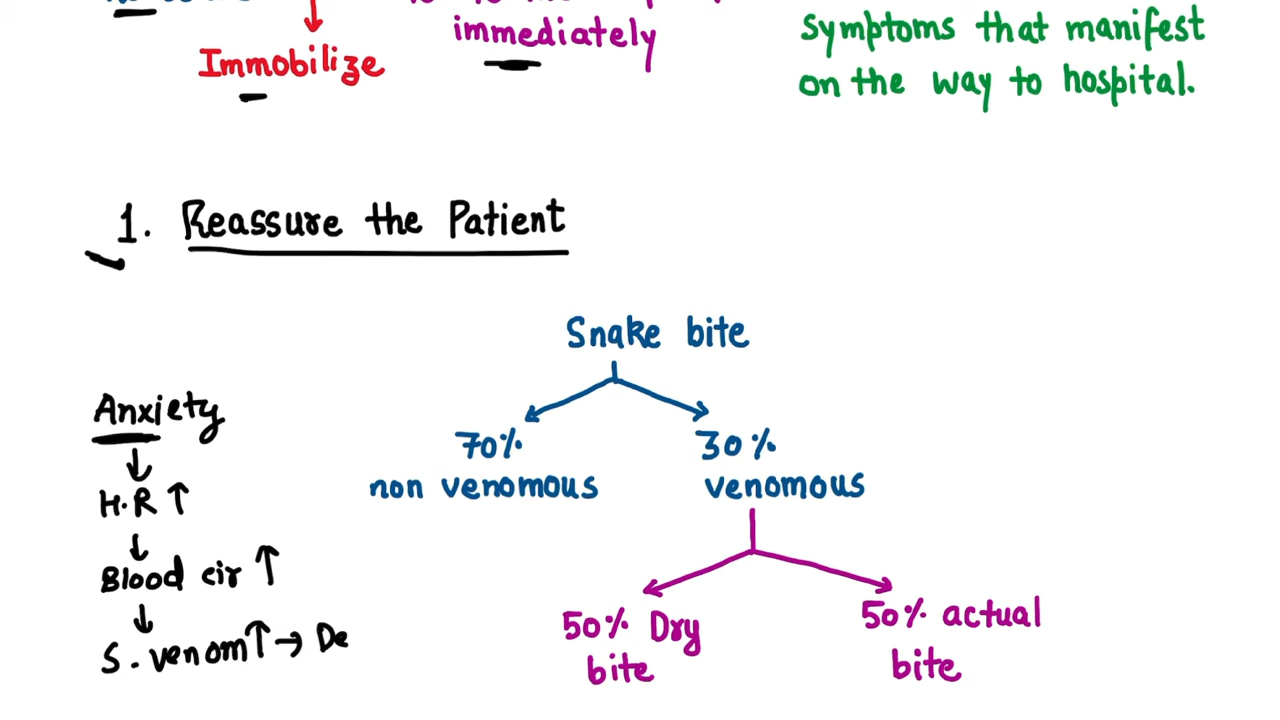 immediately
Immobilize
symptoms that manifest
on the way to hospital.
1. Reassure the Patient
Snake bite
70%
non venomous
30%
venomous
50% Dry
bite
50% actual
bite
Anxiety
↓
H.R ↑
↓
Blood cir ↑
↓
S. venom↑ → De